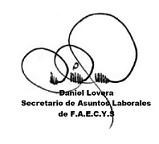 Daniel Lovera
Secretario de Asuntos Laborales
de F.A.E.C.Y.S